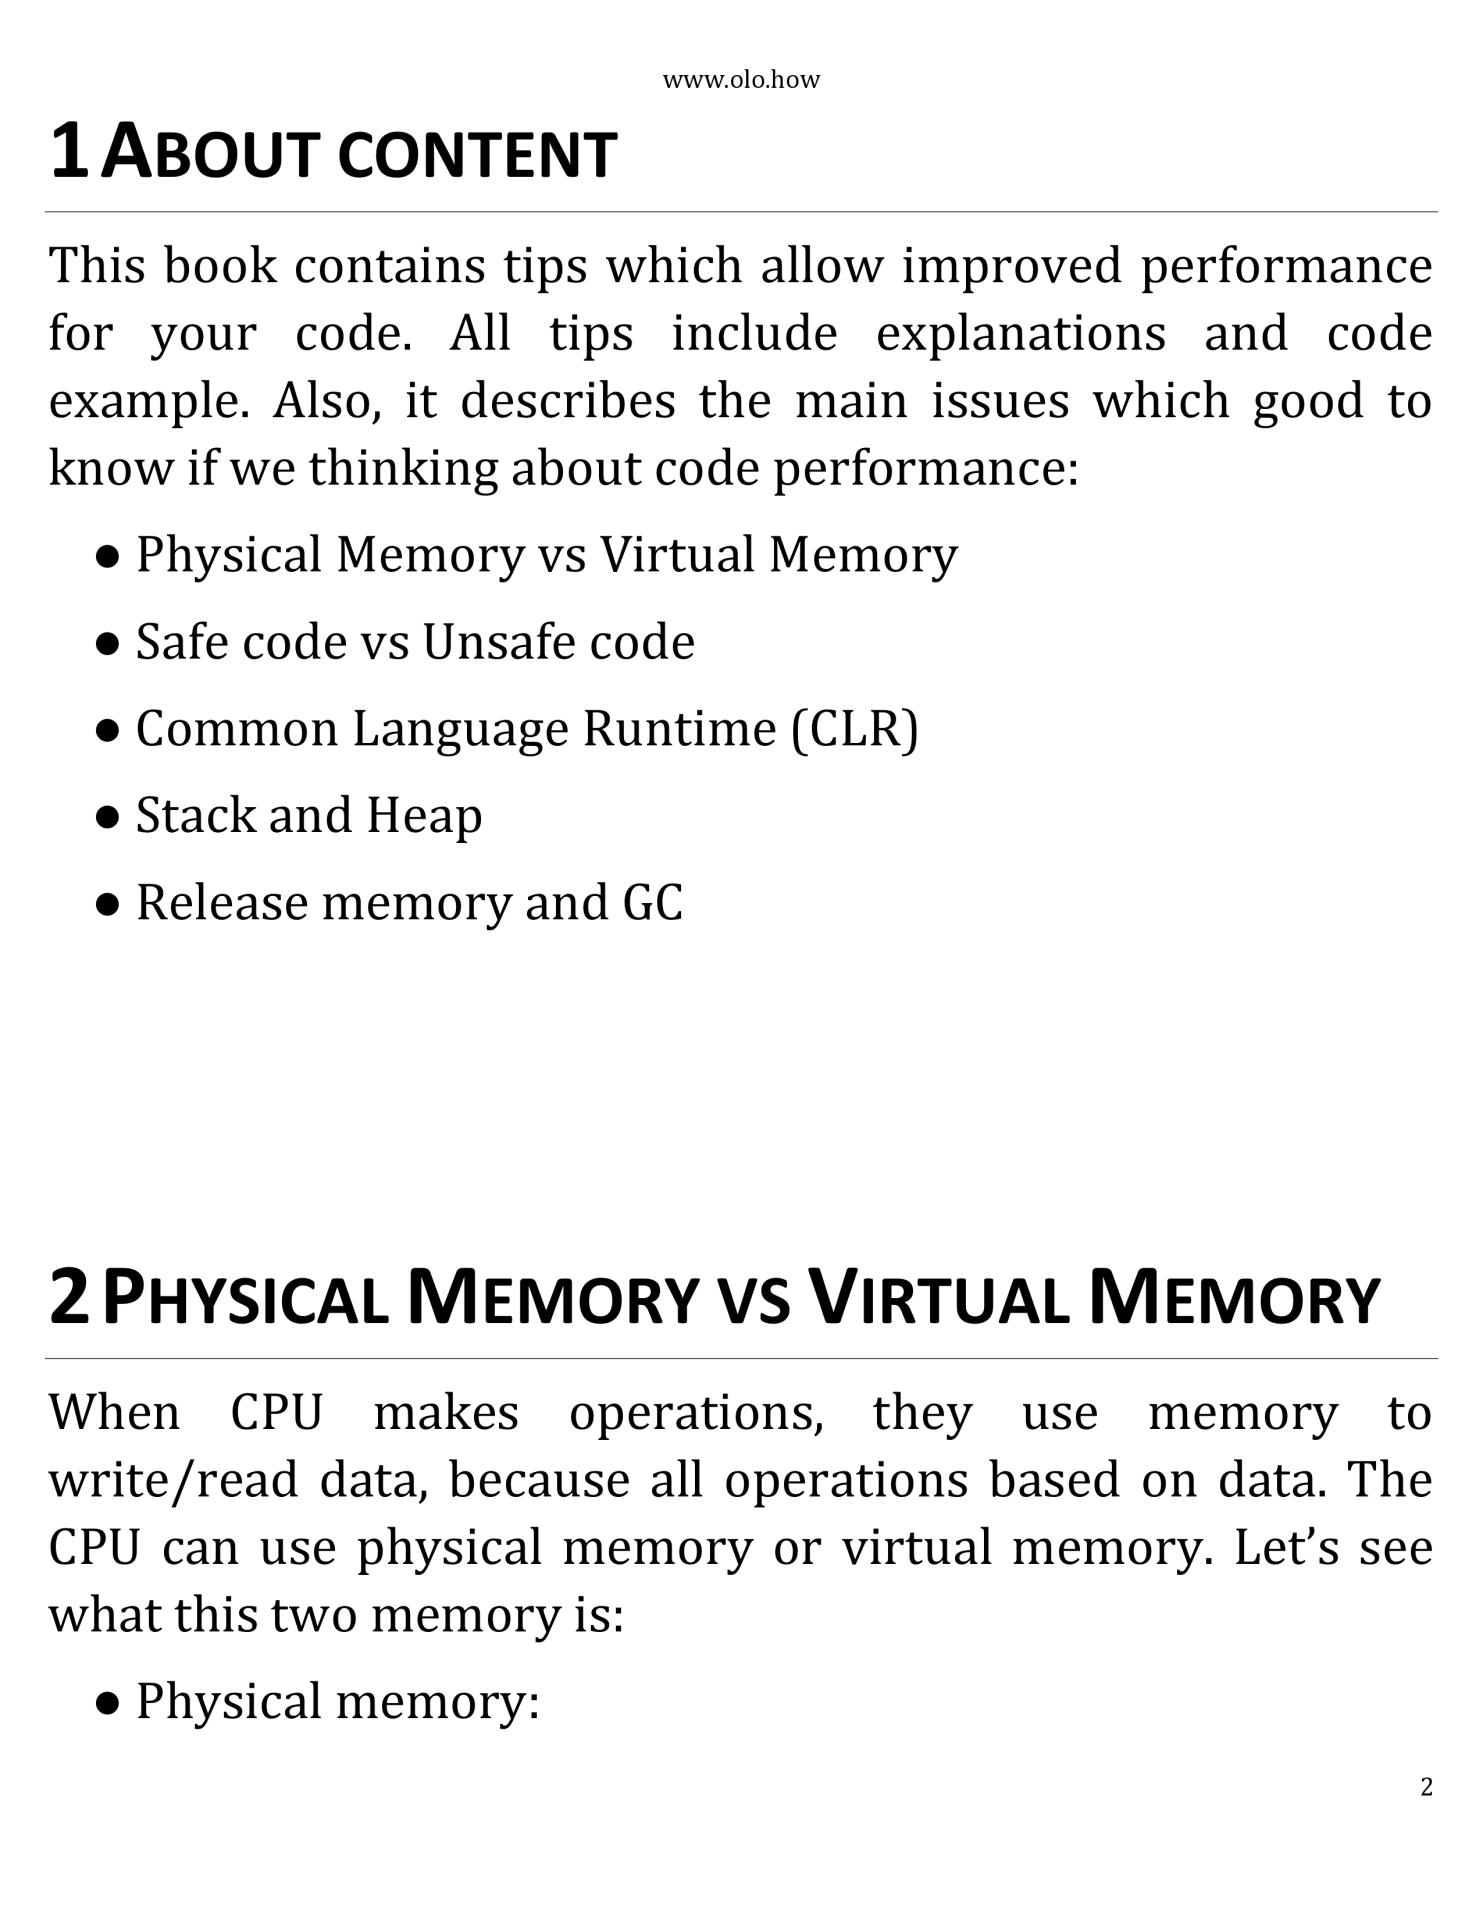 www.olo.how
1 ABOUT CONTENT
This book contains tips which allow improved performance
for your code. All tips include explanations and code
example. Also, it describes the main issues which good to
know if we thinking about code performance:
● Physical Memory vs Virtual Memory
● Safe code vs Unsafe code
● Common Language Runtime (CLR)
● Stack and Heap
● Release memory and GC
2 PHYSICAL MEMORY VS VIRTUAL MEMORY
When CPU makes operations, they use memory to
write/read data, because all operations based on data. The
CPU can use physical memory or virtual memory. Let’s see
what this two memory is:
● Physical memory:
2